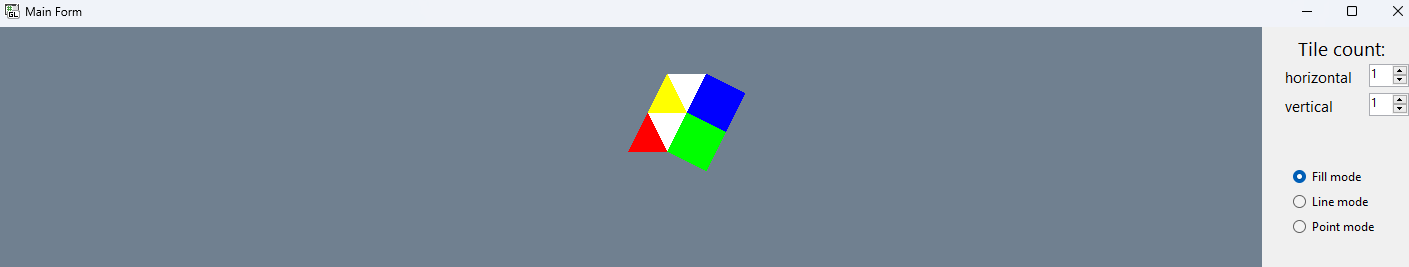 Main Form
Tile count:
horizontal 1
vertical 1
Fill mode
Line mode
Point mode